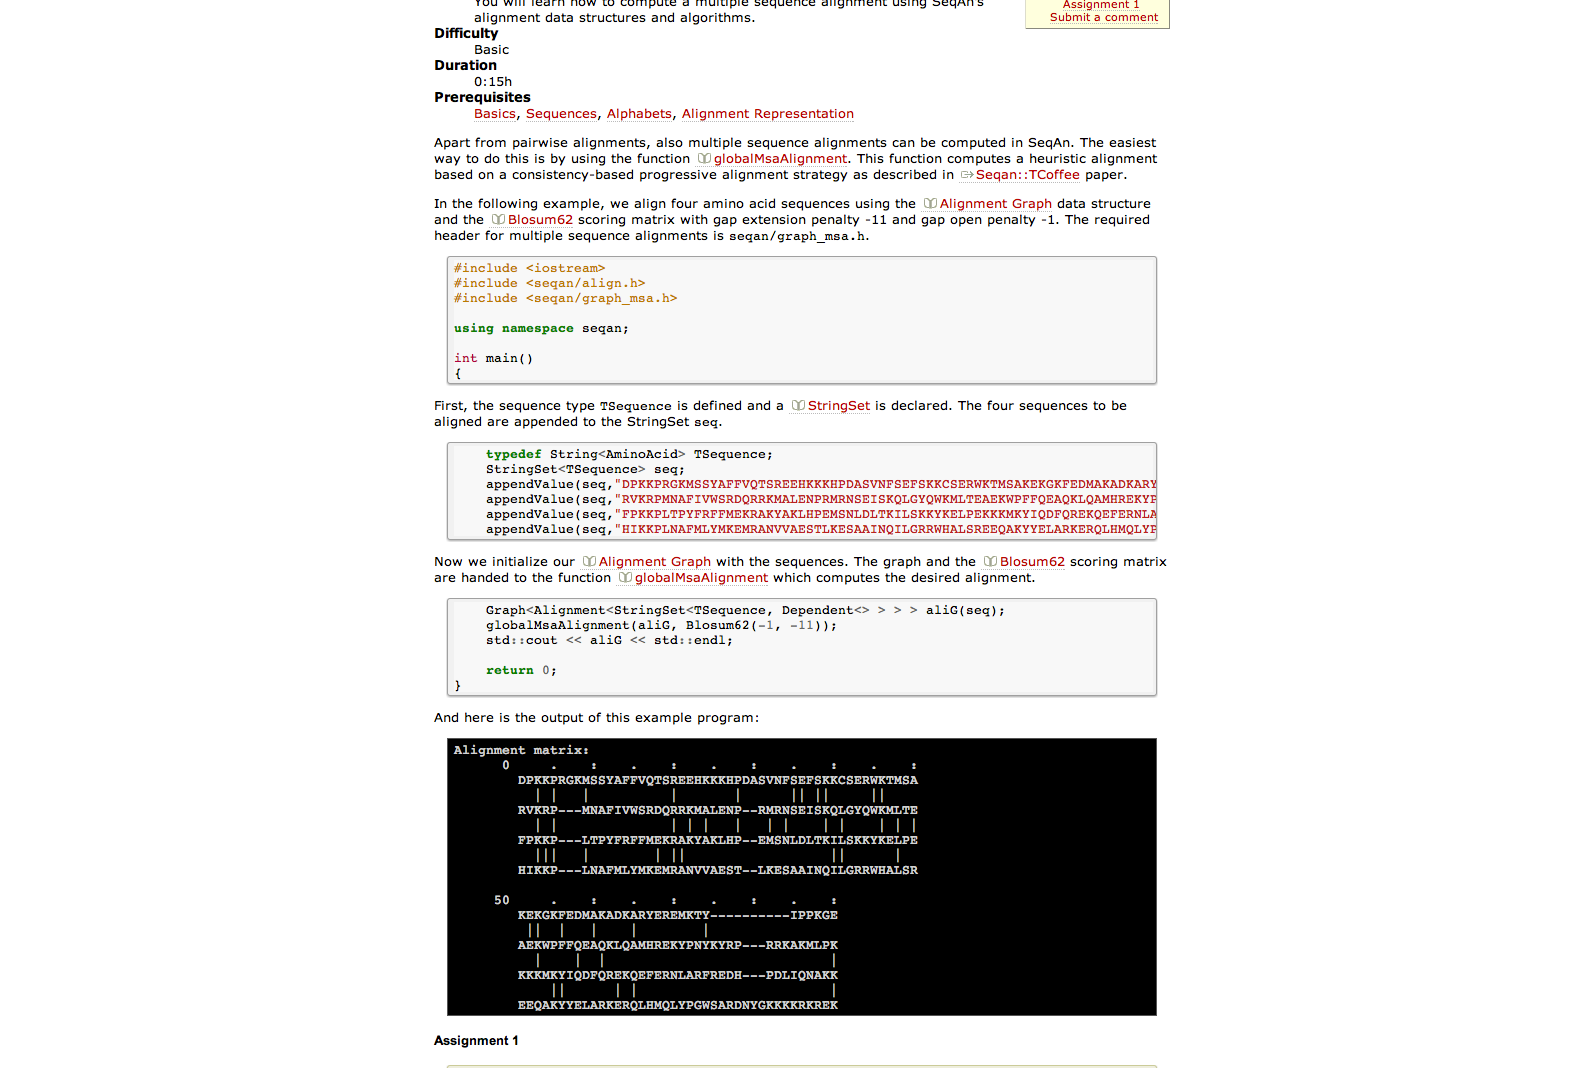 You will learn how to compute a multiple sequence alignment using SeqAn's
alignment data structures and algorithms.
Assignment 1
Submit a comment
Difficulty
Basic
Duration
0:15h
Prerequisites
Basics, Sequences, Alphabets, Alignment Representation
Apart from pairwise alignments, also multiple sequence alignments can be computed in SeqAn. The easiest
way to do this is by using the function globalMsaAlignment. This function computes a heuristic alignment
based on a consistency-based progressive alignment strategy as described in Seqan::TCoffee paper.
In the following example, we align four amino acid sequences using the Alignment Graph data structure
and the Blosum62 scoring matrix with gap extension penalty -11 and gap open penalty -1. The required
header for multiple sequence alignments is seqan/graph_msa.h.
#include <iostream>
#include <seqan/align.h>
#include <seqan/graph_msa.h>
using namespace seqan;
int main()
{
First, the sequence type TSequence is defined and a StringSet is declared. The four sequences to be
aligned are appended to the StringSet seq.
typedef String<AminoAcid> TSequence;
StringSet<TSequence> seq;
appendValue(seq,"DPKKPRGKMSSYAFFVQTSREEHKKKHPDASVNFSEFSKKCSERWKTMSAKEKGKFEDMAKADKARY
appendValue(seq,"RVKRPMNAFIVWSRDQRRKMALENPRMRNSEISKQLGYQWKMLTEAEKWPFFQEAQKLQAMHREKYP
appendValue(seq,"FPKKPLTPYFRFFMEKRAKYAKLHPEMSNLDLTKILSKKYKELPEKKKMKYIQDFQREKQEFERNLA
appendValue(seq,"HIKKPLNAFMLYMKEMRANVVAESTLKESAAINQILGRRWHALSREEQAKYYELARKERQLHMQLYP
Now we initialize our Alignment Graph with the sequences. The graph and the Blosum62 scoring matrix
are handed to the function globalMsaAlignment which computes the desired alignment.
Graph<Alignment<StringSet<TSequence, Dependent<> > > > aliG(seq);
globalMsaAlignment(aliG, Blosum62(-1, -11));
std::cout << aliG << std::endl;
return 0;
}
And here is the output of this example program:
Alignment matrix:
0 . : . : . : . : . :
DPKKPRGKMSSYAFFVQTSREEHKKKHPDASVNFSEFSKKCSERWKTMSA
| | | | | || || ||
RVKRP---MNAFIVWSRDQRRKMALENP--RMRNSEISKQLGYQWKMLTE
| | | | | | | | | | | | |
FPKKP---LTPYFRFFMEKRAKYAKLHP--EMSNLDLTKILSKKYKELPE
||| | | || || |
HIKKP---LNAFMLYMKEMRANVVAEST--LKESAAINQILGRRWHALSR
50 . : . : . : . :
KEKGKFEDMAKADKARYEREMKTY----------IPPKGE
|| | | | |
AEKWPFFQEAQKLQAMHREKYPNYKYRP---RRKAKMLPK
| | | |
KKKMKYIQDFQREKQEFERNLARFREDH---PDLIQNAKK
|| | | |
EEQAKYYELARKERQLHMQLYPGWSARDNYGKKKKRKREK
Assignment 1